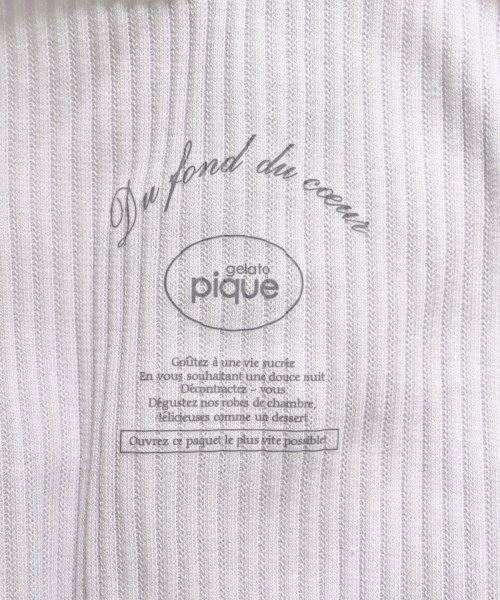 Du fond du cœur
gelato
pique
Goûtez à une vie sucrée
En vous souhaitant une douce nuit
Décontractez - vous
Dégustez nos robes de chambre,
délicieuses comme un dessert
Ouvrez ce paquet le plus vite possible!